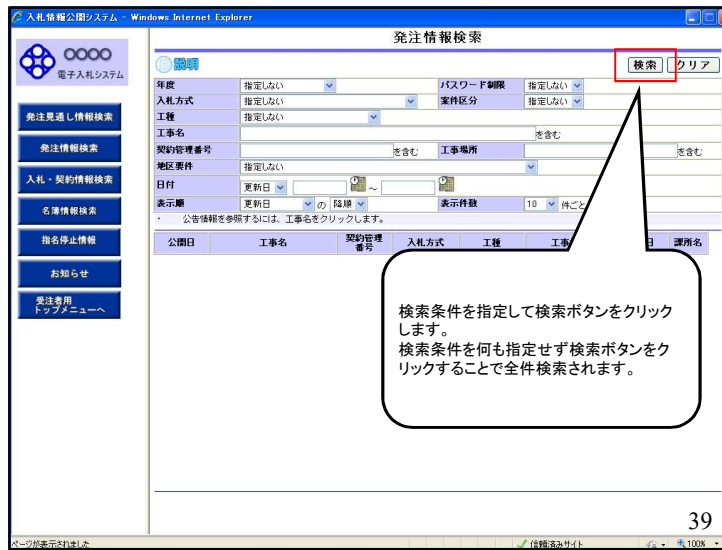 入札情報公開システム - Windows Internet Explorer
発注情報検索
〇〇〇〇
電子入札システム
説明
検索 クリア
年度 指定しない パスワード制限 指定しない
入札方式 指定しない 案件区分 指定しない
工種 指定しない
工事名 を含む
契約管理番号 を含む 工事場所 を含む
地区要件 指定しない
日付 更新日 ～
表示順 更新日 の 降順 表示件数 10 件ごと
・ 公告情報を参照するには、工事名をクリックします。
公開日 工事名 契約管理番号 入札方式 工種 工事 日 課所名
発注見通し情報検索
発注情報検索
入札・契約情報検索
名簿情報検索
指名停止情報
お知らせ
受注者用
トップメニューへ
検索条件を指定して検索ボタンをクリック
します。
検索条件を何も指定せず検索ボタンをク
リックすることで全件検索されます。
39
ページが表示されました 信頼済みサイト 100%